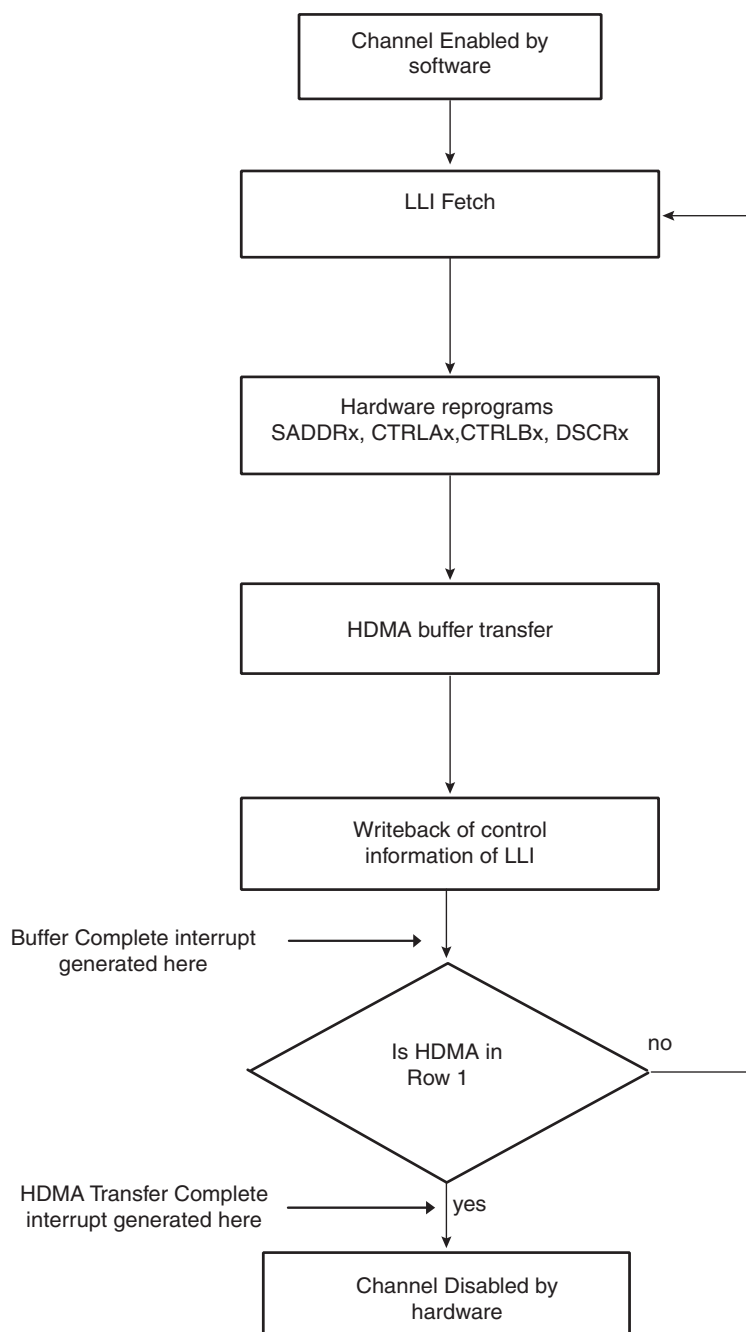 Channel Enabled by
software
LLI Fetch
Hardware reprograms
SADDRx, CTRLAx,CTRLBx, DSCRx
HDMA buffer transfer
Writeback of control
information of LLI
Buffer Complete interrupt
generated here
Is HDMA in
Row 1
no
HDMA Transfer Complete
interrupt generated here
yes
Channel Disabled by
hardware